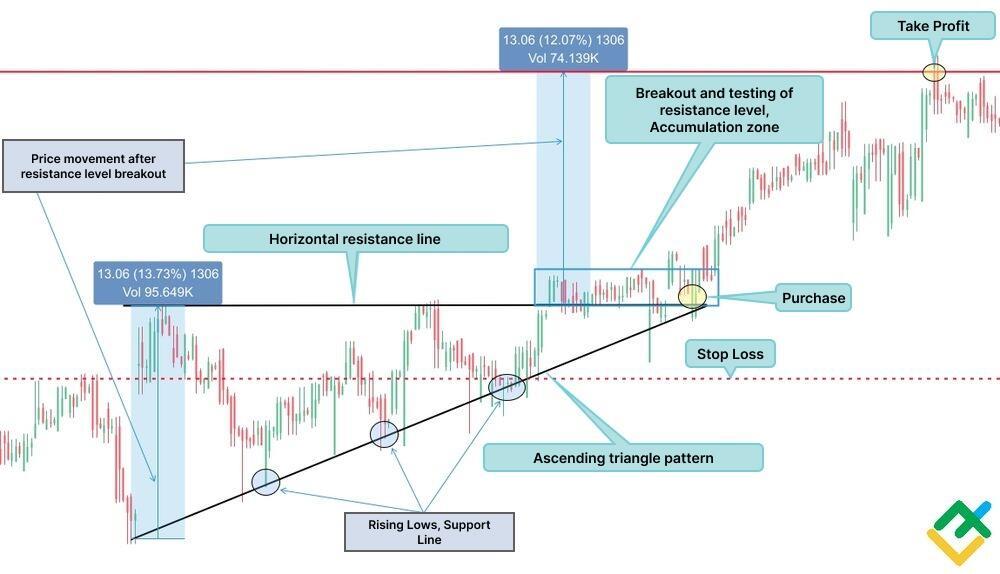 Take Profit
13.06 (12.07%) 1306
Vol 74.139K
Breakout and testing of
resistance level,
Accumulation zone
Price movement after
resistance level breakout
Horizontal resistance line
13.06 (13.73%) 1306
Vol 95.649K
Purchase
Stop Loss
Ascending triangle pattern
Rising Lows, Support
Line